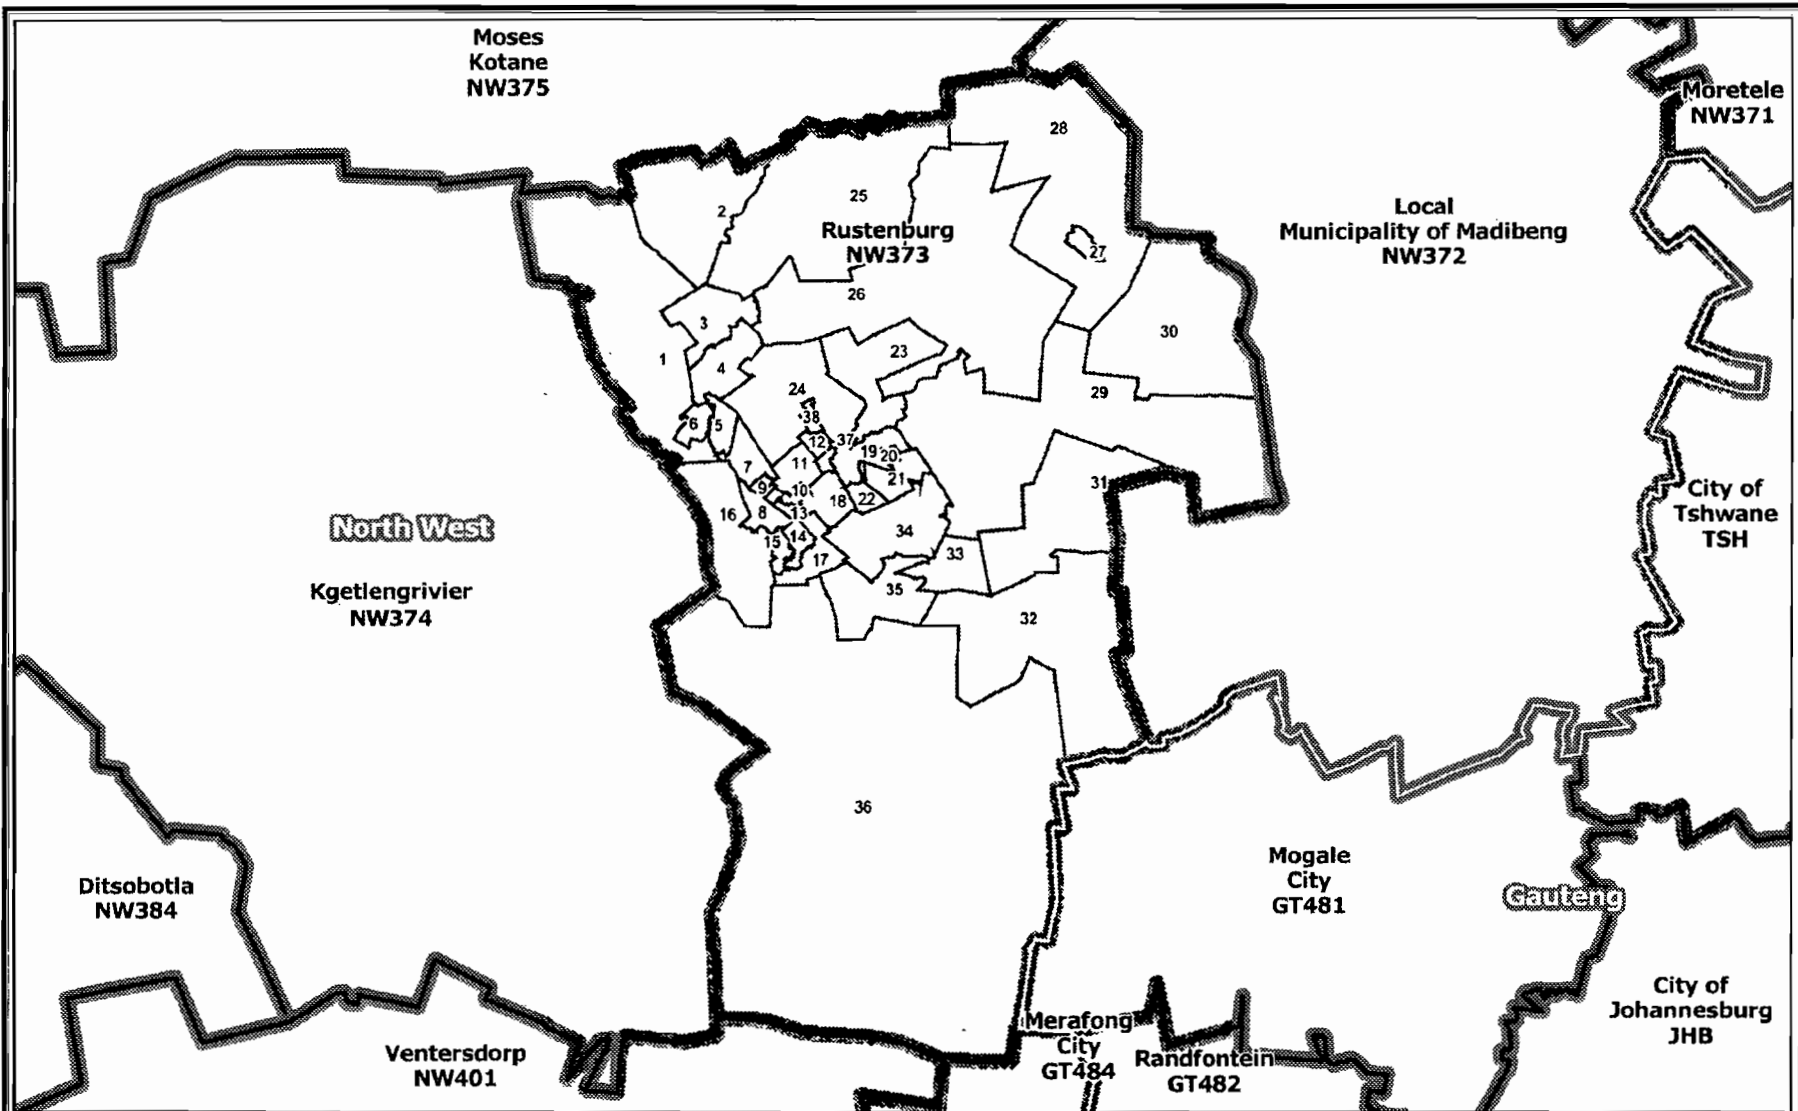 Moses
Kotane
NW375
Moretele
NW371
28
2
25
Rustenburg
NW373
Local
Municipality of Madibeng
NW372
27
26
3
30
1
4
23
24
29
38
6
5
12
37
19
20
7
11
21
31
9
10
18
22
16
8
13
34
15
14
33
17
35
32
North West
Kgetlengrivier
NW374
City of
Tshwane
TSH
36
Ditsobotla
NW384
Mogale
City
GT481
Gauteng
City of
Johannesburg
JHB
Ventersdorp
NW401
Merafong
City
GT484
Randfontein
GT482